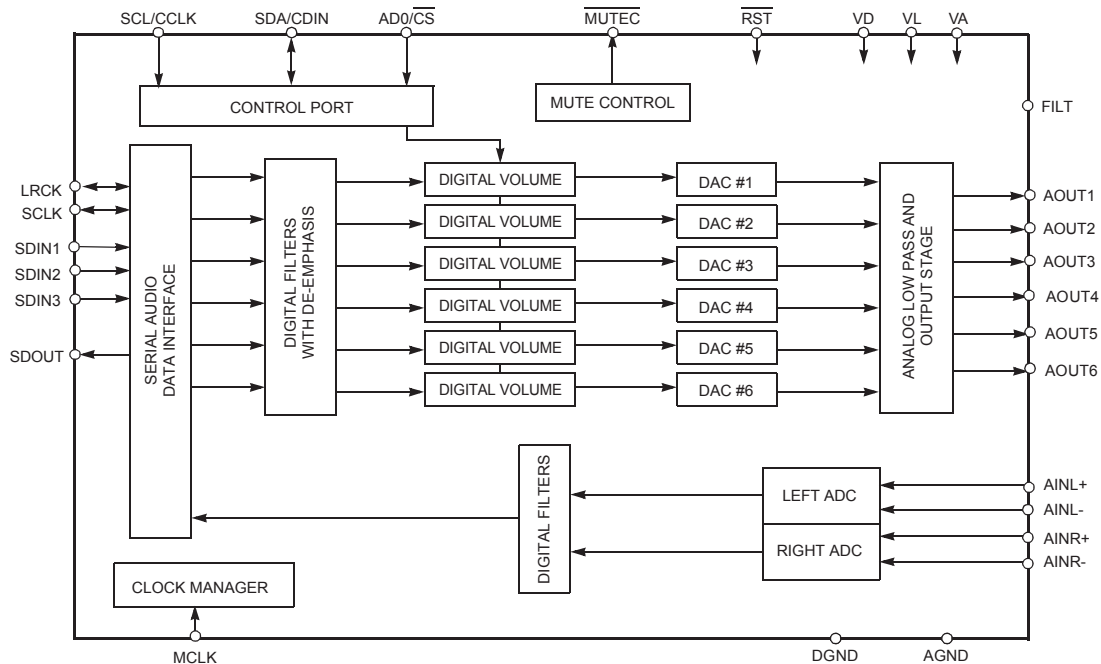 SCL/CCLK SDA/CDIN AD0/CS MUTEC RST VD VL VA
CONTROL PORT
MUTE CONTROL
FILT
LRCK
SCLK
SDIN1
SDIN2
SDIN3
SDOUT
SERIAL AUDIO
DATA INTERFACE
DIGITAL FILTERS
WITH DE-EMPHASIS
DIGITAL VOLUME
DIGITAL VOLUME
DIGITAL VOLUME
DIGITAL VOLUME
DIGITAL VOLUME
DIGITAL VOLUME
DAC #1
DAC #2
DAC #3
DAC #4
DAC #5
DAC #6
ANALOG LOW PASS AND
OUTPUT STAGE
AOUT1
AOUT2
AOUT3
AOUT4
AOUT5
AOUT6
DIGITAL FILTERS
LEFT ADC
RIGHT ADC
AINL+
AINL-
AINR+
AINR-
CLOCK MANAGER
MCLK
DGND
AGND